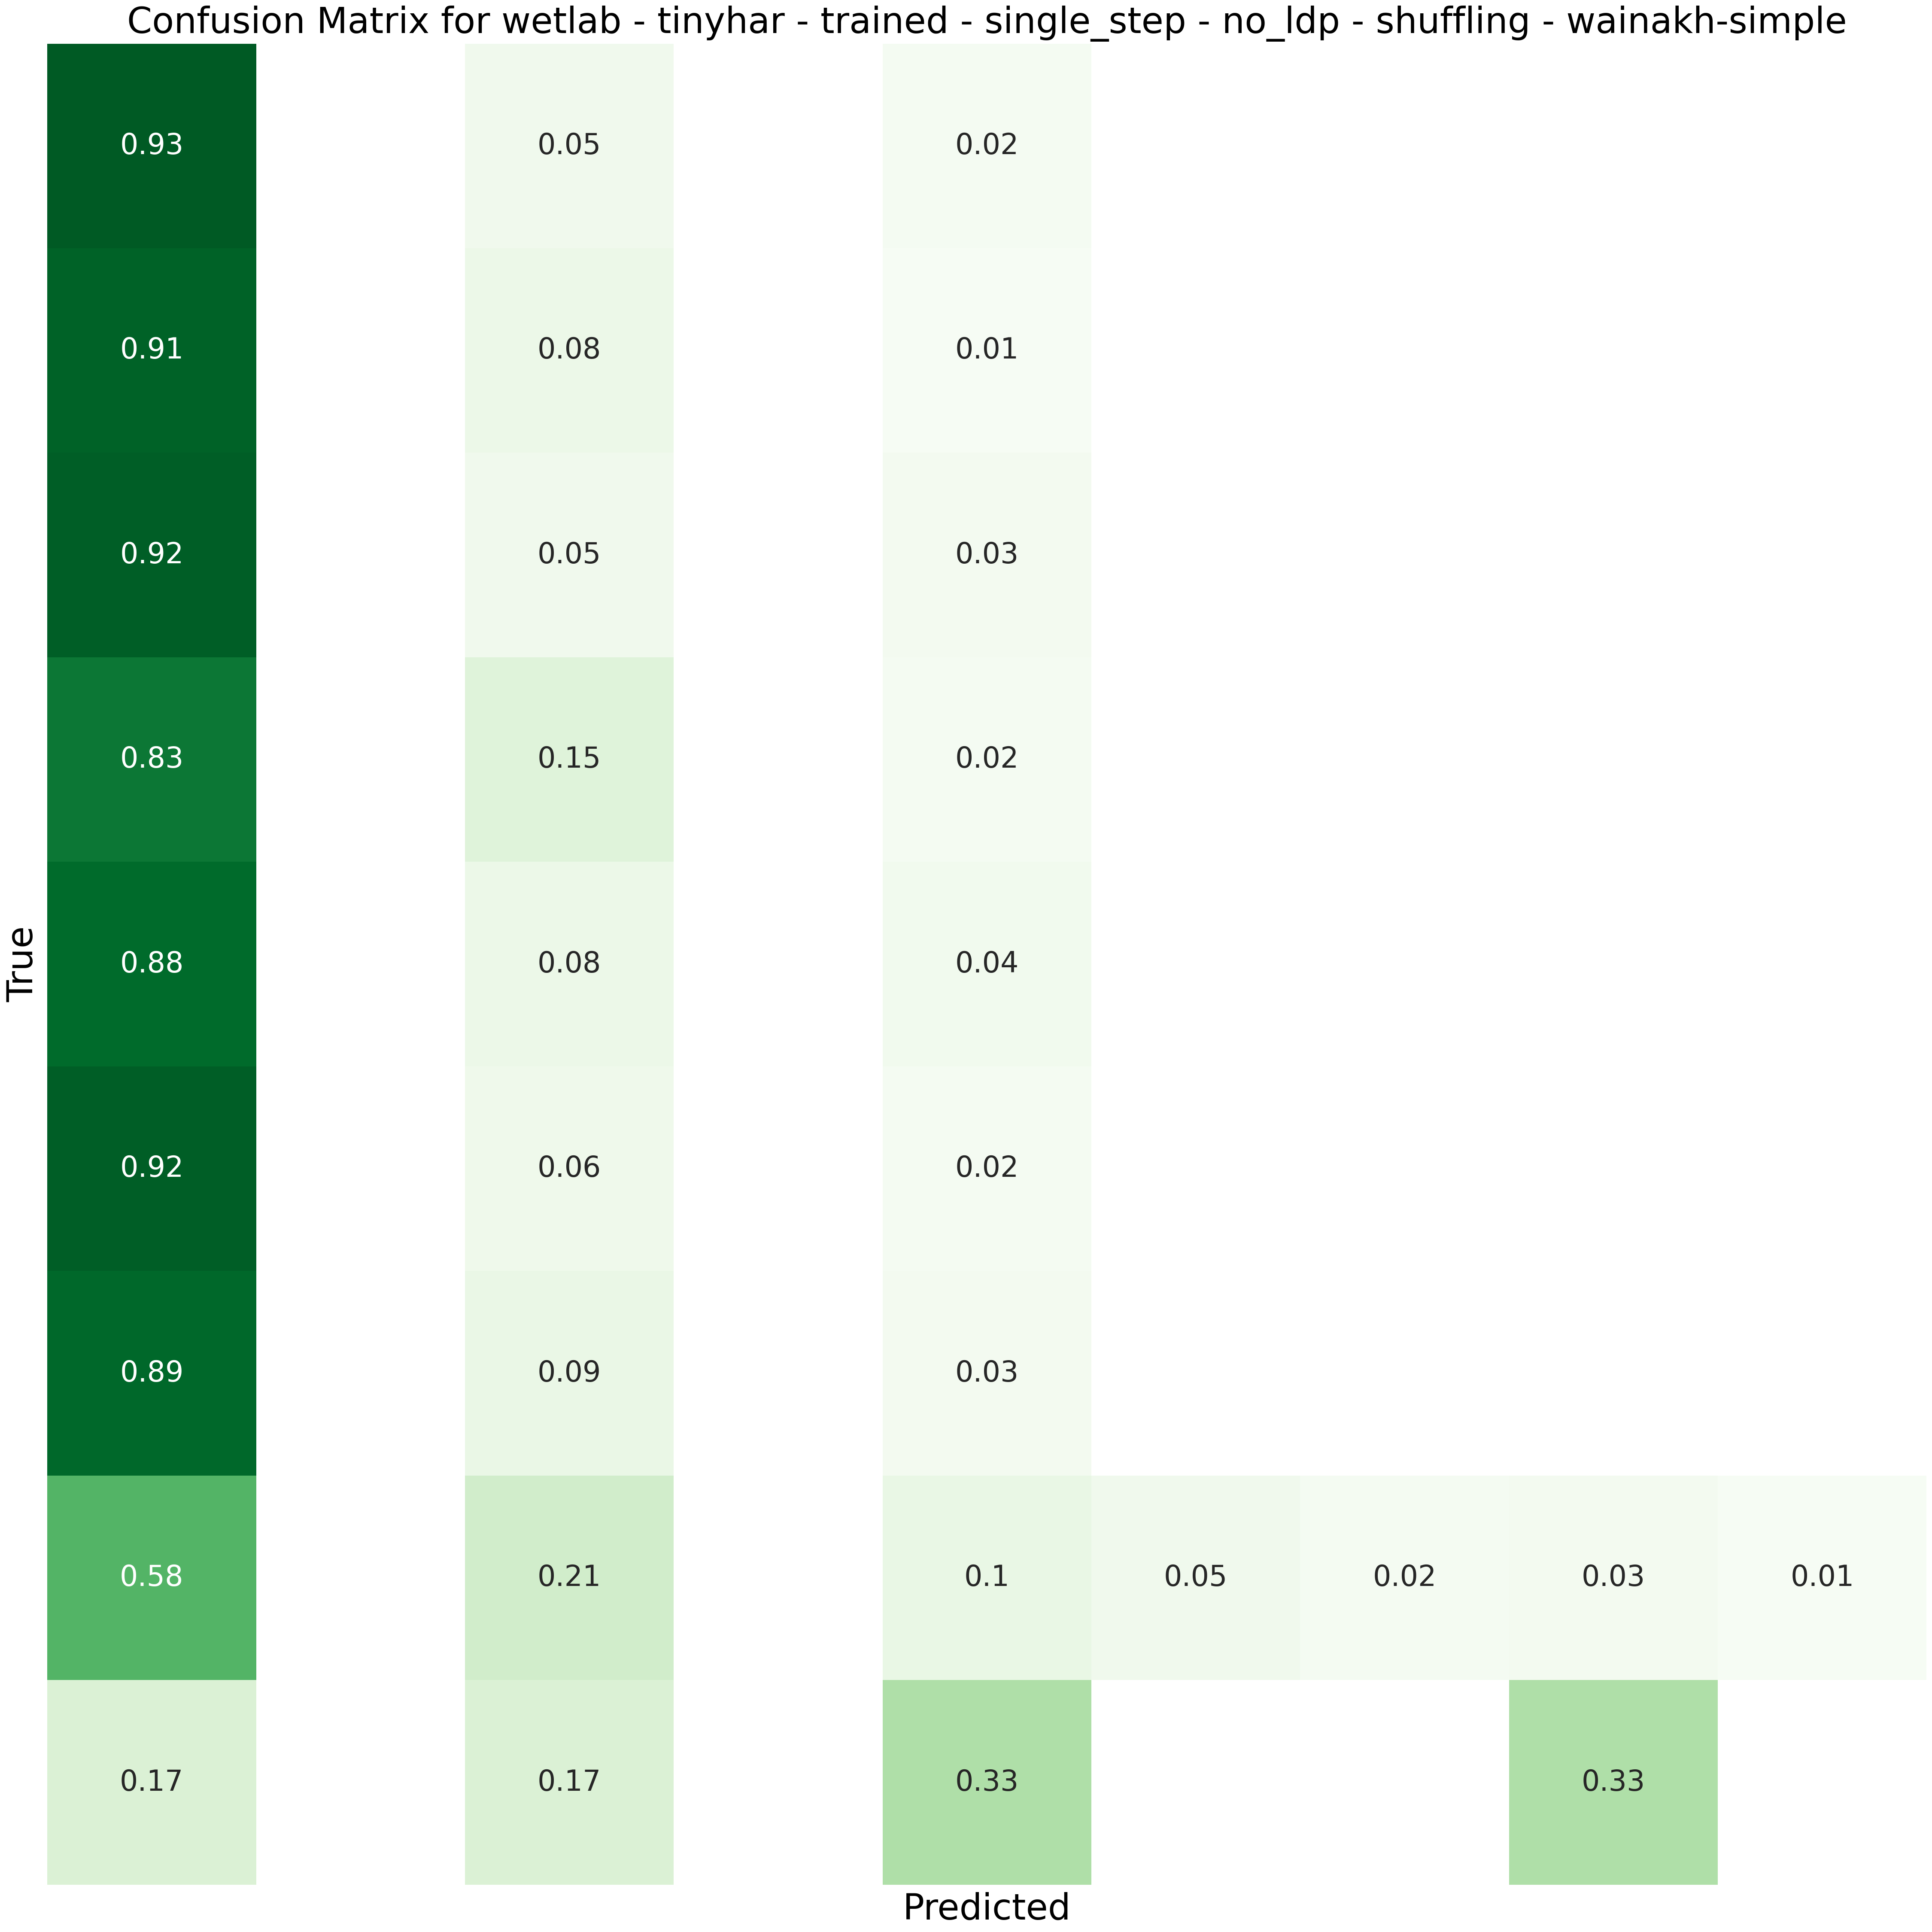 Confusion Matrix for wetlab - tinyhar - trained - single_step - no_ldp - shuffling - wainakh-simple
0.93 0.05 0.02
0.91 0.08 0.01
0.92 0.05 0.03
0.83 0.15 0.02
0.88 0.08 0.04
0.92 0.06 0.02
0.89 0.09 0.03
0.58 0.21 0.1 0.05 0.02 0.03 0.01
0.17 0.17 0.33 0.33
True
Predicted